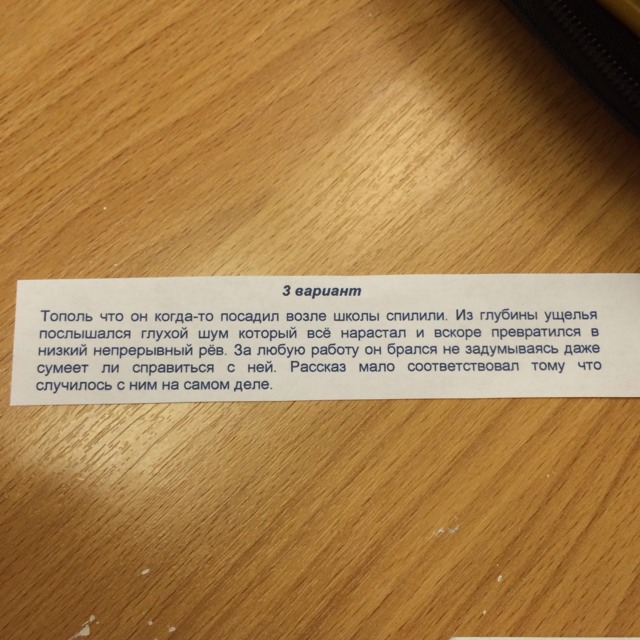 3 вариант
Тополь что он когда-то посадил возле школы спилили. Из глубины ущелья
послышался глухой шум который всё нарастал и вскоре превратился в
низкий непрерывный рёв. За любую работу он брался не задумываясь даже
сумеет ли справиться с ней. Рассказ мало соответствовал тому что
случилось с ним на самом деле.